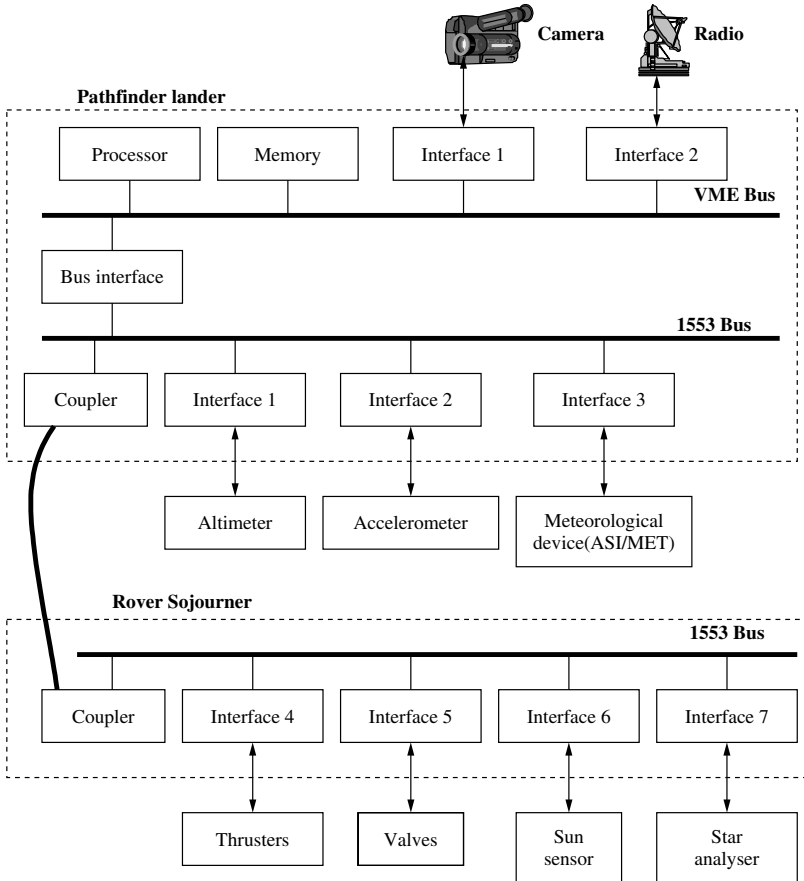 Camera
Radio
Pathfinder lander
Processor
Memory
Interface 1
Interface 2
VME Bus
Bus interface
1553 Bus
Coupler
Interface 1
Interface 2
Interface 3
Altimeter
Accelerometer
Meteorological
device(ASI/MET)
Rover Sojourner
1553 Bus
Coupler
Interface 4
Interface 5
Interface 6
Interface 7
Thrusters
Valves
Sun
sensor
Star
analyser